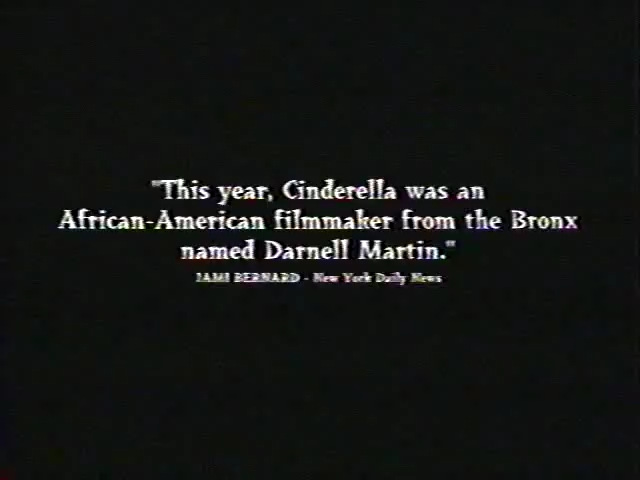 "This year, Cinderella was an
African-American filmmaker from the Bronx
named Darnell Martin."
JAMI BERNARD - New York Daily News